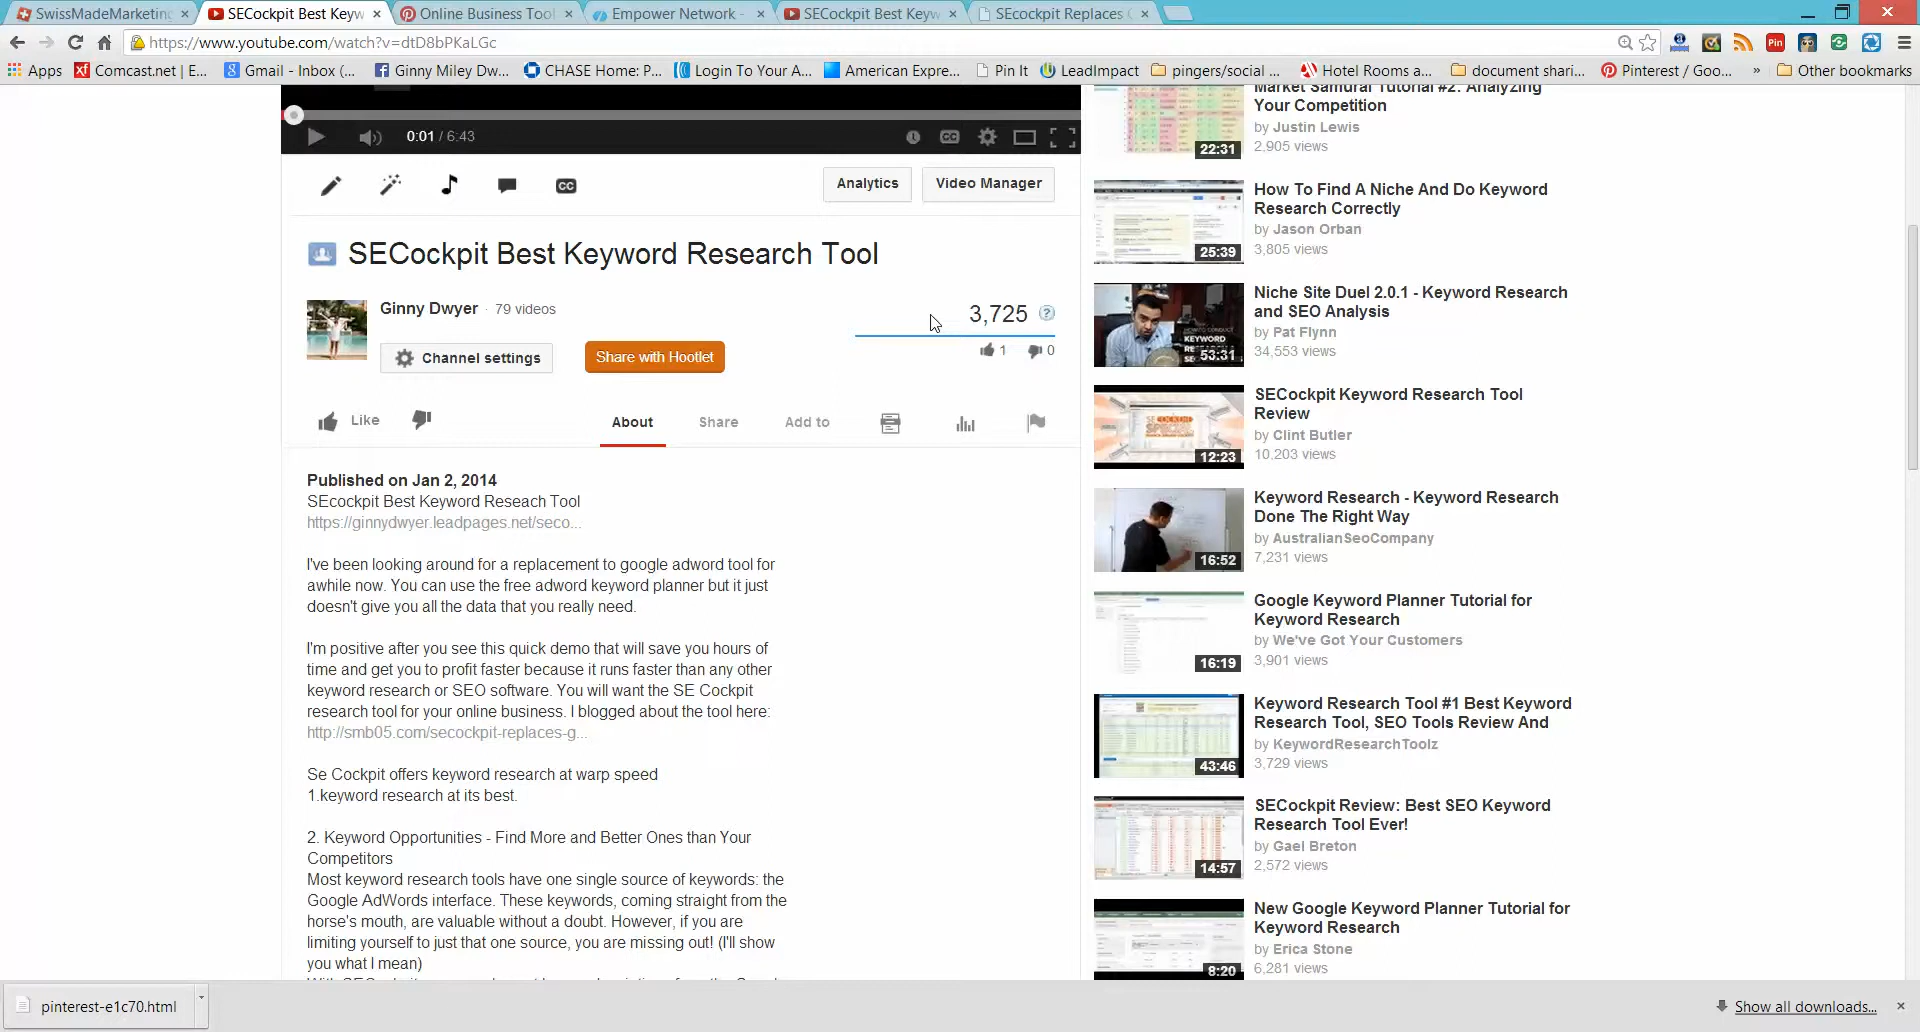 SwissMadeMarketing
SECockpit Best Keyw
Online Business Tool
Empower Network -
SECockpit Best Keyw
SEcockpit Replaces
https://www.youtube.com/watch?v=dtD8bPKaLGc
Apps
Comcast.net | E...
Gmail - Inbox (...
Ginny Miley Dw...
CHASE Home: P...
Login To Your A...
American Expre...
Pin It
LeadImpact
pingers/social ...
Hotel Rooms a...
document shari...
Pinterest / Goo...
»
Other bookmarks
0:01 / 6:43
CC
CC
Analytics
Video Manager
SECockpit Best Keyword Research Tool
Ginny Dwyer · 79 videos
3,725
?
Channel settings
Share with Hootlet
1
0
Like
About
Share
Add to
Published on Jan 2, 2014
SEcockpit Best Keyword Reseach Tool
https://ginnydwyer.leadpages.net/seco...
I've been looking around for a replacement to google adword tool for
awhile now. You can use the free adword keyword planner but it just
doesn't give you all the data that you really need.
I'm positive after you see this quick demo that will save you hours of
time and get you to profit faster because it runs faster than any other
keyword research or SEO software. You will want the SE Cockpit
research tool for your online business. I blogged about the tool here:
http://smb05.com/secockpit-replaces-g...
Se Cockpit offers keyword research at warp speed
1.keyword research at its best.
2. Keyword Opportunities - Find More and Better Ones than Your
Competitors
Most keyword research tools have one single source of keywords: the
Google AdWords interface. These keywords, coming straight from the
horse's mouth, are valuable without a doubt. However, if you are
limiting yourself to just that one source, you are missing out! (I'll show
you what I mean)
Market Samurai Tutorial #2: Analyzing
Your Competition
by Justin Lewis
2,905 views
22:31
How To Find A Niche And Do Keyword
Research Correctly
by Jason Orban
3,805 views
25:39
Niche Site Duel 2.0.1 - Keyword Research
and SEO Analysis
by Pat Flynn
34,553 views
53:31
SECockpit Keyword Research Tool
Review
by Clint Butler
10,203 views
12:23
Keyword Research - Keyword Research
Done The Right Way
by AustralianSeoCompany
7,231 views
16:52
Google Keyword Planner Tutorial for
Keyword Research
by We've Got Your Customers
3,901 views
16:19
Keyword Research Tool #1 Best Keyword
Research Tool, SEO Tools Review And
by KeywordResearchToolz
3,729 views
43:46
SECockpit Review: Best SEO Keyword
Research Tool Ever!
by Gael Breton
2,572 views
14:57
New Google Keyword Planner Tutorial for
Keyword Research
by Erica Stone
6,281 views
8:20
pinterest-e1c70.html
Show all downloads...